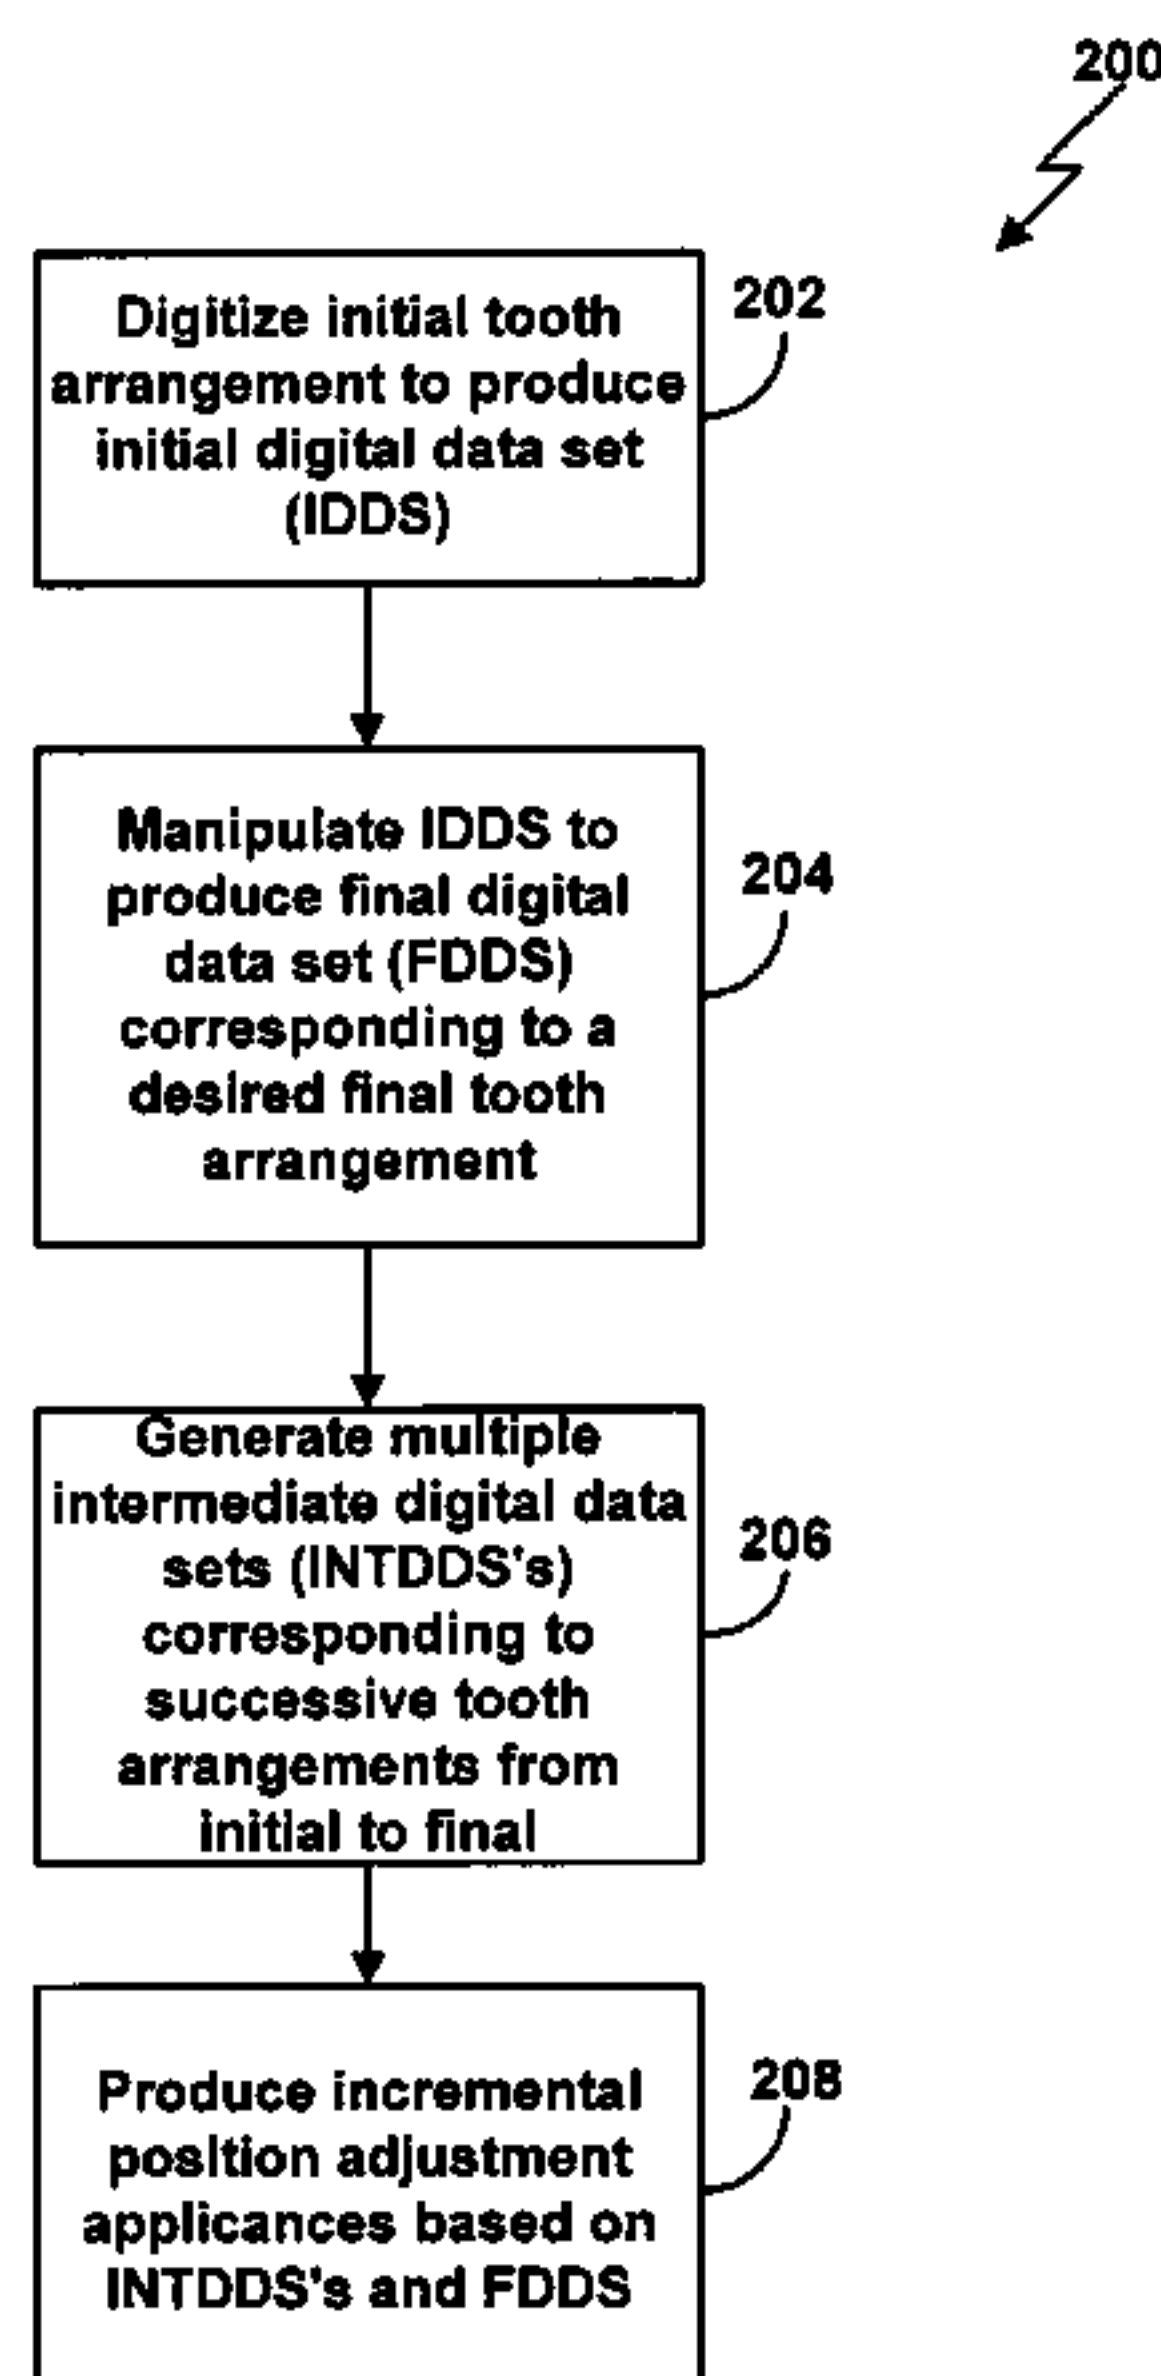 200
Digitize initial tooth
arrangement to produce
initial digital data set
(IDDS)
202
Manipulate IDDS to
produce final digital
data set (FDDS)
corresponding to a
desired final tooth
arrangement
204
Generate multiple
intermediate digital data
sets (INTDDS's)
corresponding to
successive tooth
arrangements from
initial to final
206
Produce incremental
position adjustment
applicances based on
INTDDS's and FDDS
208